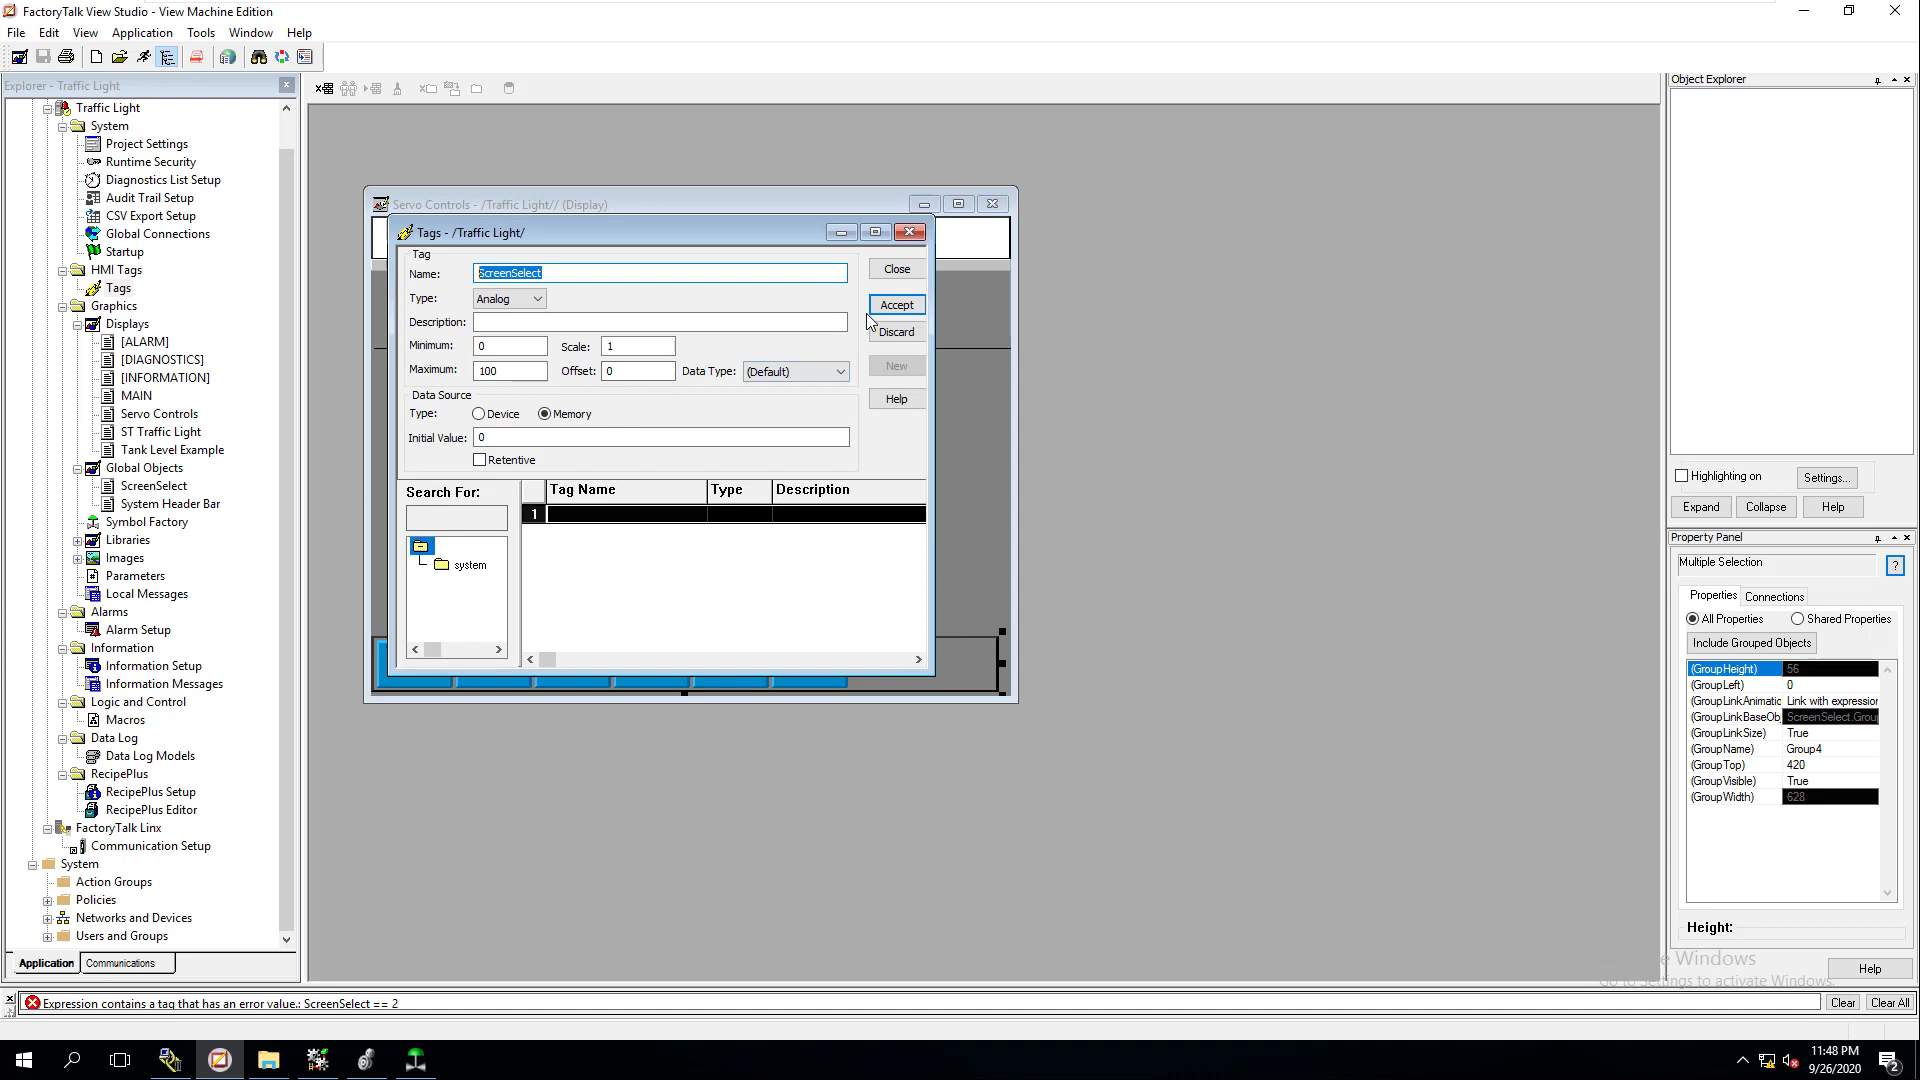 FactoryTalk View Studio - View Machine Edition
File Edit View Application Tools Window Help
Explorer - Traffic Light
Traffic Light
System
Project Settings
Runtime Security
Diagnostics List Setup
Audit Trail Setup
CSV Export Setup
Global Connections
Startup
HMI Tags
Tags
Graphics
Displays
[ALARM]
[DIAGNOSTICS]
[INFORMATION]
MAIN
Servo Controls
ST Traffic Light
Tank Level Example
Global Objects
ScreenSelect
System Header Bar
Symbol Factory
Libraries
Images
Parameters
Local Messages
Alarms
Alarm Setup
Information
Information Setup
Information Messages
Logic and Control
Macros
Data Log
Data Log Models
RecipePlus
RecipePlus Setup
RecipePlus Editor
FactoryTalk Linx
Communication Setup
System
Action Groups
Policies
Networks and Devices
Users and Groups
Application Communications
Servo Controls - /Traffic Light// (Display)
Tags - /Traffic Light/
Tag
Name: ScreenSelect
Type: Analog
Description:
Minimum: 0 Scale: 1
Maximum: 100 Offset: 0 Data Type: (Default)
Data Source
Type: Device Memory
Initial Value: 0
Retentive
Close
Accept
Discard
New
Help
Search For:
system
Tag Name Type Description
1
Object Explorer
Highlighting on Settings...
Expand Collapse Help
Property Panel
Multiple Selection ?
Properties Connections
All Properties Shared Properties
Include Grouped Objects
(GroupHeight) 56
(GroupLeft) 0
(GroupLinkAnimatic Link with expression
(GroupLinkBaseObj ScreenSelect.Grou
(GroupLinkSize) True
(GroupName) Group4
(GroupTop) 420
(GroupVisible) True
(GroupWidth) 628
Height:
Windows
Help
Settings to activate Windows.
Expression contains a tag that has an error value.: ScreenSelect == 2
Clear Clear All
11:48 PM
9/26/2020
2